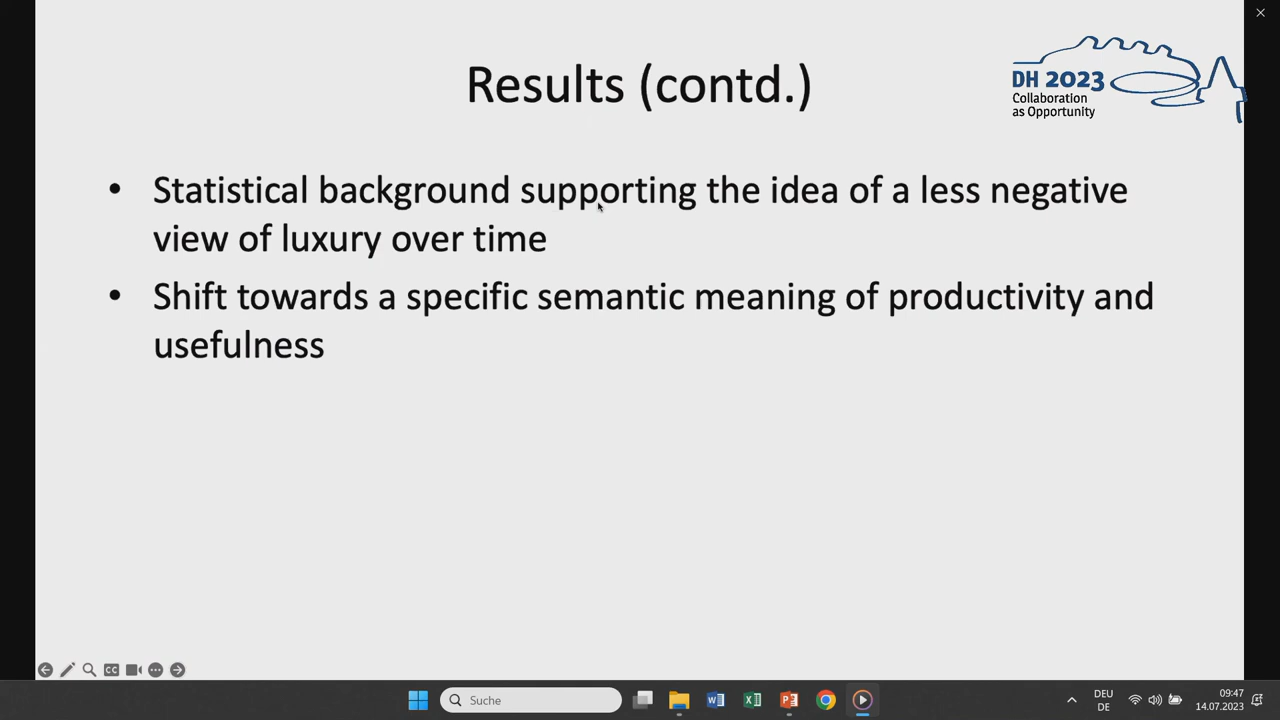 Results (contd.)
DH 2023
Collaboration
as Opportunity
• Statistical background supporting the idea of a less negative
view of luxury over time
• Shift towards a specific semantic meaning of productivity and
usefulness
CC
Suche
DEU
DE
09:47
14.07.2023